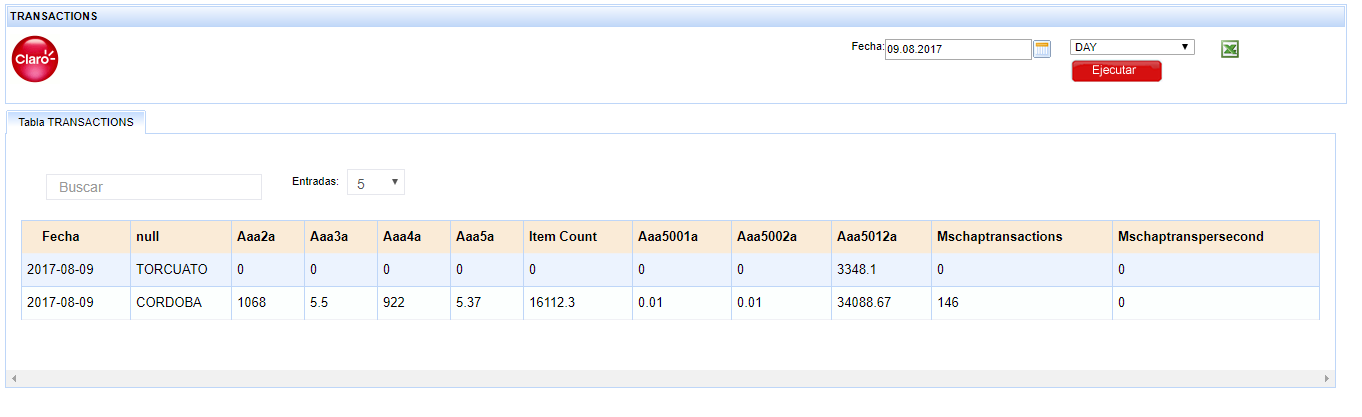 TRANSACTIONS
Claro
Fecha: 09.08.2017 DAY
Ejecutar
Tabla TRANSACTIONS
Buscar Entradas: 5
Fecha null Aaa2a Aaa3a Aaa4a Aaa5a Item Count Aaa5001a Aaa5002a Aaa5012a Mschaptransactions Mschaptranspersecond
2017-08-09 TORCUATO 0 0 0 0 0 0 0 3348.1 0 0
2017-08-09 CORDOBA 1068 5.5 922 5.37 16112.3 0.01 0.01 34088.67 146 0